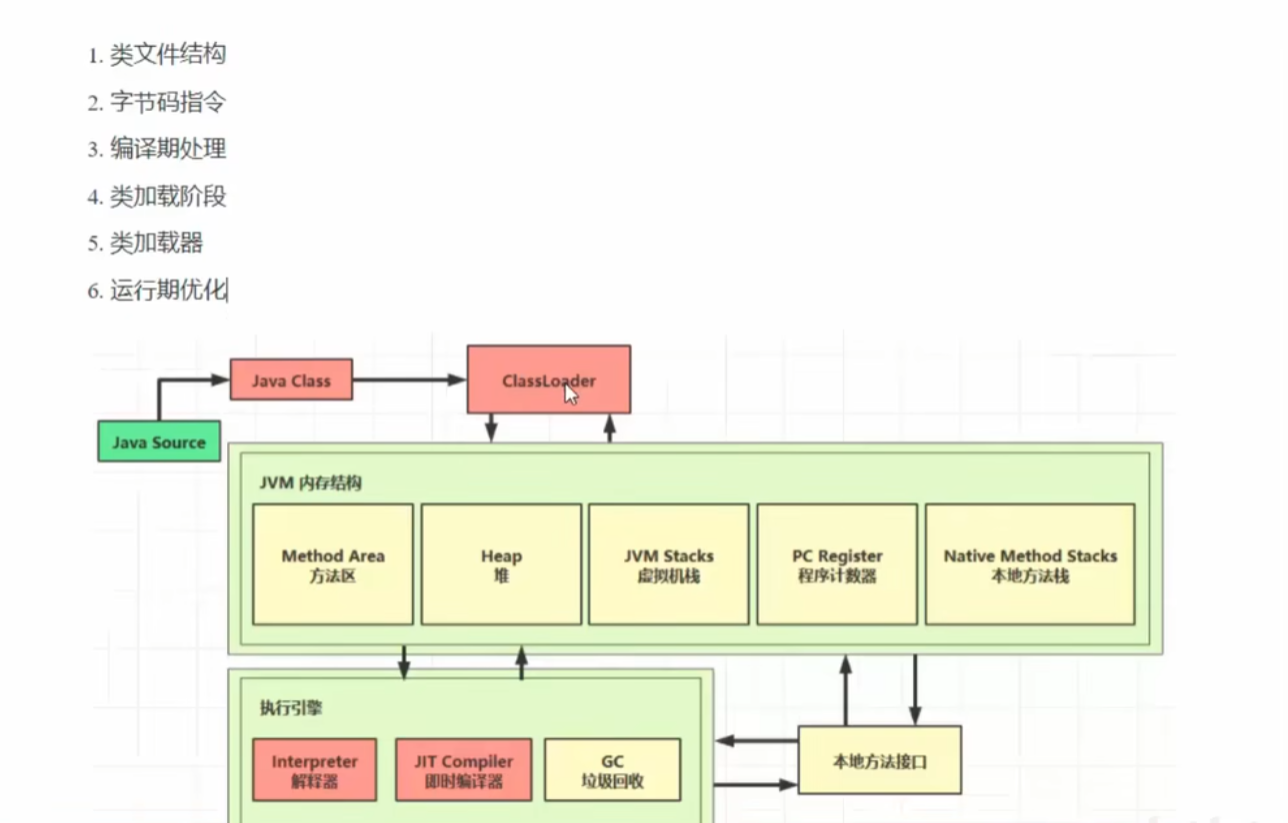 1. 类文件结构
2. 字节码指令
3. 编译期处理
4. 类加载阶段
5. 类加载器
6. 运行期优化
Java Class
ClassLoader
Java Source
JVM 内存结构
Method Area
方法区
Heap
堆
JVM Stacks
虚拟机栈
PC Register
程序计数器
Native Method Stacks
本地方法栈
执行引擎
Interpreter
解释器
JIT Compiler
即时编译器
GC
垃圾回收
本地方法接口